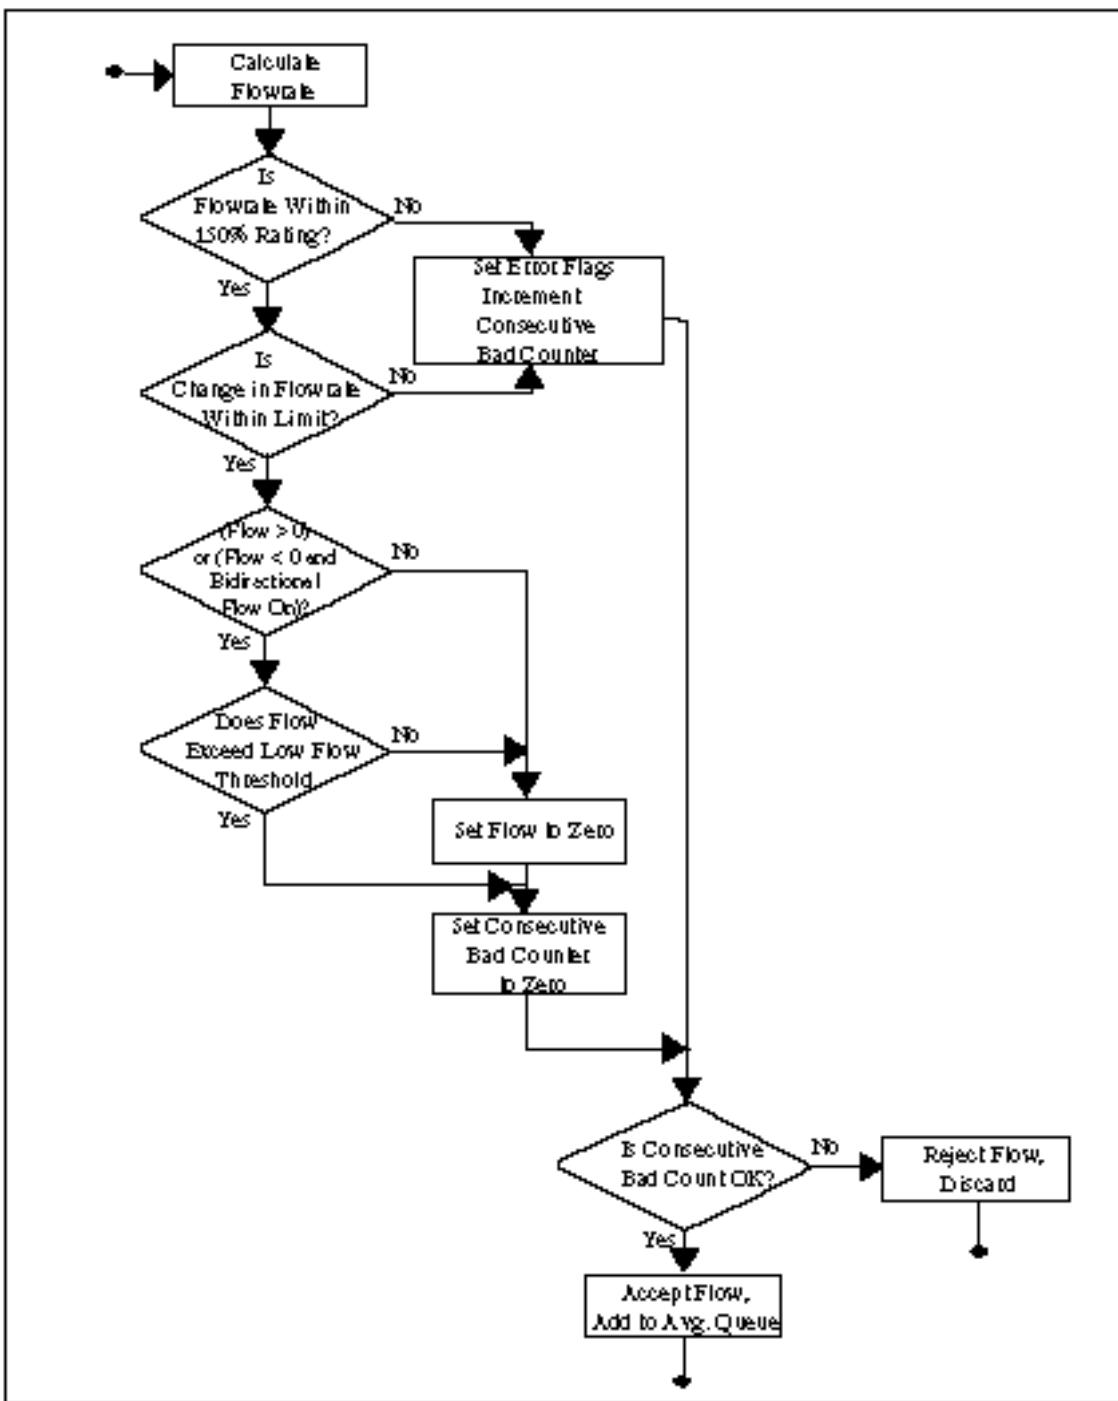 Calculate
Flowrate
Is
Flowrate Within
150% Rating?
No
Yes
Set Error Flags
Increment
Consecutive
Bad Counter
Is
Change in Flowrate
Within Limit?
No
Yes
(Flow > 0)
or (Flow < 0 and
Bidirectional
Flow On)?
No
Yes
Does Flow
Exceed Low Flow
Threshold
No
Yes
Set Flow to Zero
Set Consecutive
Bad Counter
to Zero
Is Consecutive
Bad Count OK?
No
Reject Flow,
Discard
Yes
Accept Flow,
Add to Avg. Queue